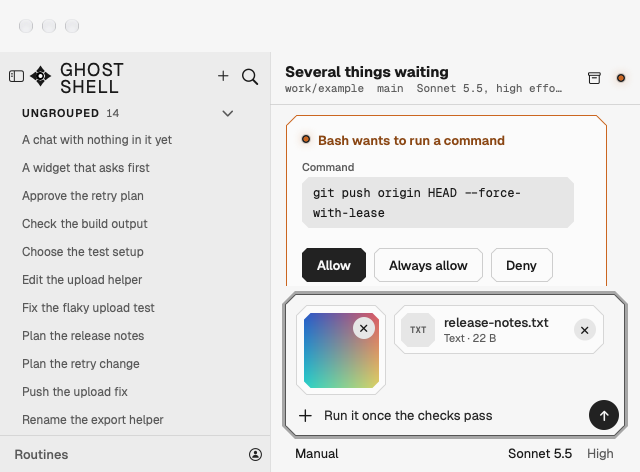 GHOST
SHELL
UNGROUPED 14
A chat with nothing in it yet
A widget that asks first
Approve the retry plan
Check the build output
Choose the test setup
Edit the upload helper
Fix the flaky upload test
Plan the release notes
Plan the retry change
Push the upload fix
Rename the export helper
Routines
Several things waiting
work/example main Sonnet 5.5, high effo…
Bash wants to run a command
Command
git push origin HEAD --force-
with-lease
Allow Always allow Deny
TXT
release-notes.txt
Text · 22 B
Run it once the checks pass
Manual Sonnet 5.5 High